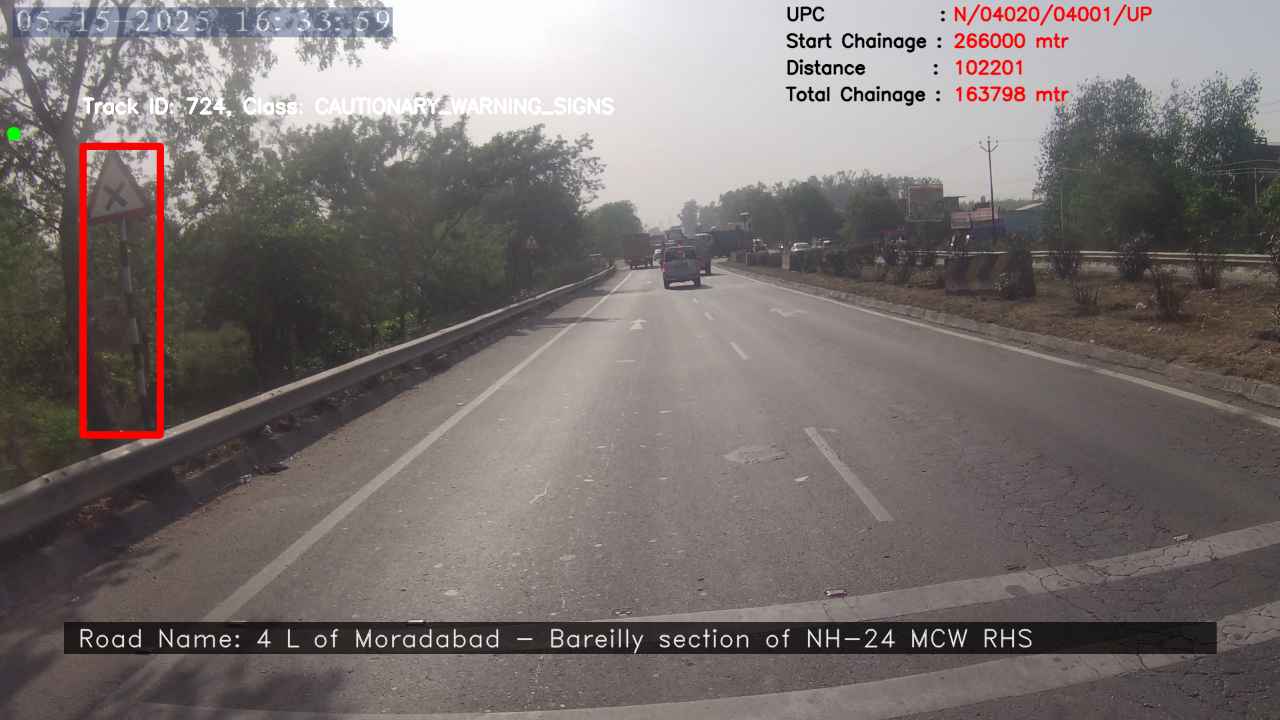 05-15-2025 16:33:59
UPC : N/04020/04001/UP
Start Chainage : 266000 mtr
Distance : 102201
Total Chainage : 163798 mtr
Track ID: 724, Class: CAUTIONARY_WARNING_SIGNS
Road Name: 4 L of Moradabad - Bareilly section of NH-24 MCW RHS